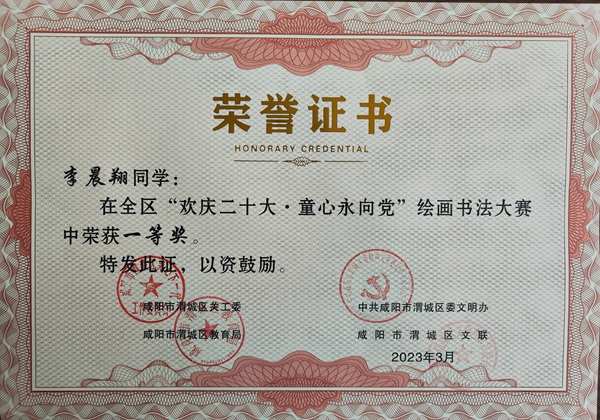 荣誉证书
HONORARY CREDENTIAL
李晨翔同学：
在全区“欢庆二十大·童心永向党”绘画书法大赛
中荣获一等奖。
特发此证，以资鼓励。
咸阳市渭城区关工委 中共咸阳市渭城区委文明办
咸阳市渭城区教育局 咸阳市渭城区文联
2023年3月